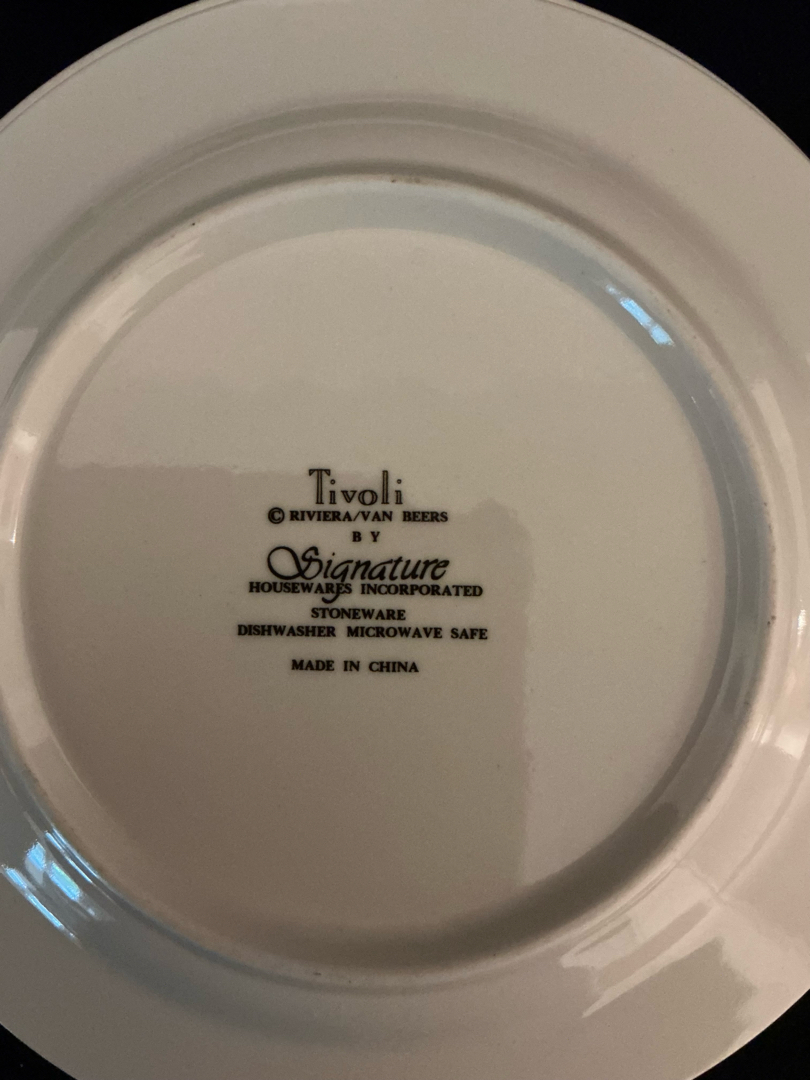 Tivoli
© RIVIERA/VAN BEERS
BY
Signature
HOUSEWARES INCORPORATED
STONEWARE
DISHWASHER MICROWAVE SAFE
MADE IN CHINA